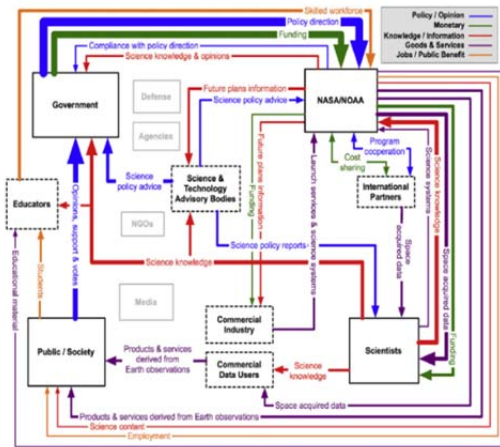 Policy / Opinion
Monetary
Knowledge / Information
Goods & Services
Jobs / Public Benefit
Skilled workforce
Policy direction
Funding
Compliance with policy direction
Science knowledge & opinions
Government
Defense
Agencies
Future plans information
Science policy advice
NASA/NOAA
Program cooperation
Cost sharing
International Partners
Science policy advice
Science & Technology Advisory Bodies
Educators
NGOs
Opinions, support & votes
Funding
Future plans information
Launch services & science systems
Science systems
Science knowledge
Space acquired data
Space acquired data
Funding
Science policy reports
Science knowledge
Educational material
Students
Media
Commercial Industry
Public / Society
Products & services derived from Earth observations
Commercial Data Users
Science knowledge
Scientists
Space acquired data
Products & services derived from Earth observations
Science content
Employment